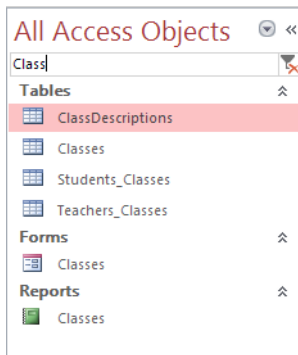 All Access Objects
Class
Tables
ClassDescriptions
Classes
Students_Classes
Teachers_Classes
Forms
Classes
Reports
Classes